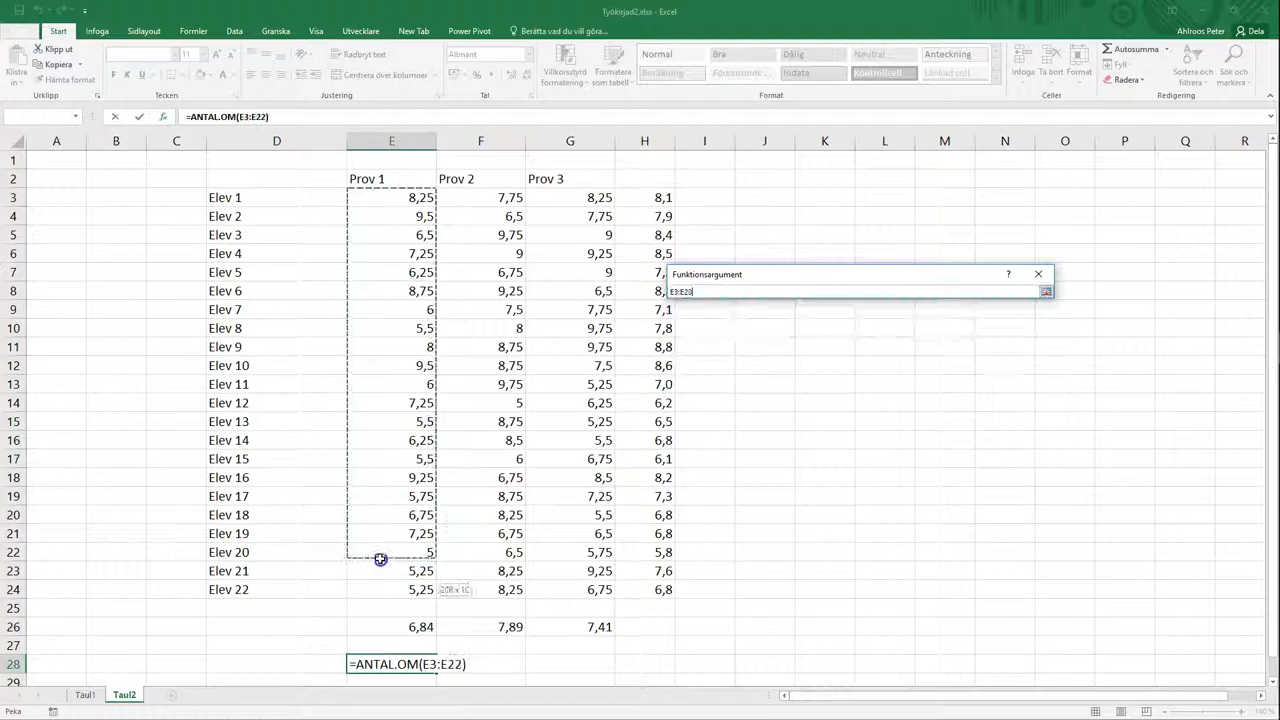 Työkirjad2.xlsx - Excel
Start Infoga Sidlayout Formler Data Granska Visa Utvecklare New Tab Power Pivot Berätta vad du vill göra... Ahlroos Peter Dela
Klipp ut
Kopiera
Hämta format
Klistra in
Urklipp
11
Tecken
Radbryt text
Centrera över kolumner
Justering
Allmänt
Tal
Villkorsstyrd formatering
Formatera som tabell
Normal Bra Dålig Neutral Anteckning
Beräkning Indata Kontrollcell Länkad cell
Format
Infoga Ta bort Format
Celler
Autosumma
Fyll
Radera
Sortera och filtrera
Sök och markera
Redigering
=ANTAL.OM(E3:E22)
A B C D E F G H I J K L M N O P Q R
1
2 Prov 1 Prov 2 Prov 3
3 Elev 1 8,25 7,75 8,25 8,1
4 Elev 2 9,5 6,5 7,75 7,9
5 Elev 3 6,5 9,75 9 8,4
6 Elev 4 7,25 9 9,25 8,5
7 Elev 5 6,25 6,75 9 7,
8 Elev 6 8,75 9,25 6,5 8,
9 Elev 7 6 7,5 7,75 7,1
10 Elev 8 5,5 8 9,75 7,8
11 Elev 9 8 8,75 9,75 8,8
12 Elev 10 9,5 8,75 7,5 8,6
13 Elev 11 6 9,75 5,25 7,0
14 Elev 12 7,25 5 6,25 6,2
15 Elev 13 5,5 8,75 5,25 6,5
16 Elev 14 6,25 8,5 5,5 6,8
17 Elev 15 5,5 6 6,75 6,1
18 Elev 16 9,25 6,75 8,5 8,2
19 Elev 17 5,75 8,75 7,25 7,3
20 Elev 18 6,75 8,25 5,5 6,8
21 Elev 19 7,25 6,75 6,5 6,8
22 Elev 20 5 6,5 5,75 5,8
23 Elev 21 5,25 8,25 9,25 7,6
24 Elev 22 5,25 8,25 6,75 6,8
20R x 1C
25
26 6,84 7,89 7,41
27
28 =ANTAL.OM(E3:E22)
29
Funktionsargument ?
Taul1 Taul2
Peka